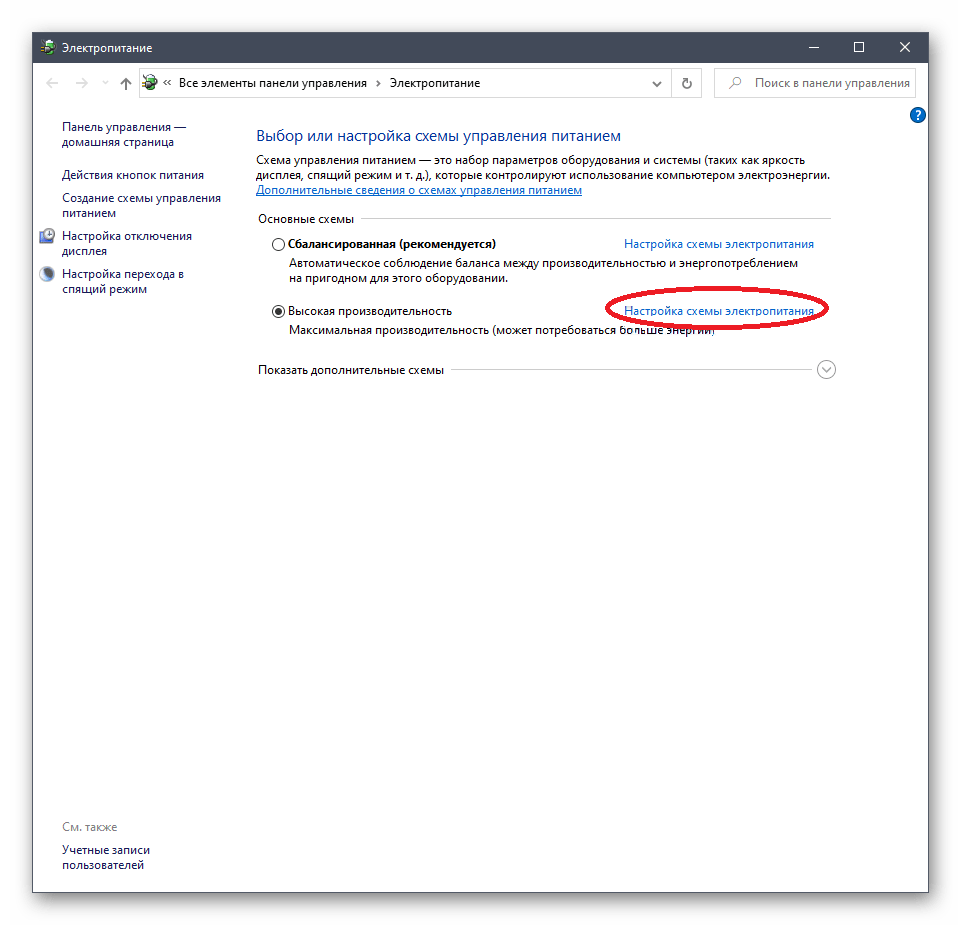 Электропитание
« Все элементы панели управления › Электропитание
Поиск в панели управления
?
Панель управления —
домашняя страница
Действия кнопок питания
Создание схемы управления
питанием
Настройка отключения
дисплея
Настройка перехода в
спящий режим
Выбор или настройка схемы управления питанием
Схема управления питанием — это набор параметров оборудования и системы (таких как яркость
дисплея, спящий режим и т. д.), которые контролируют использование компьютером электроэнергии.
Дополнительные сведения о схемах управления питанием
Основные схемы
Сбалансированная (рекомендуется) Настройка схемы электропитания
Автоматическое соблюдение баланса между производительностью и энергопотреблением
на пригодном для этого оборудовании.
Высокая производительность Настройка схемы электропитания
Максимальная производительность (может потребоваться больше энергии)
Показать дополнительные схемы
См. также
Учетные записи
пользователей